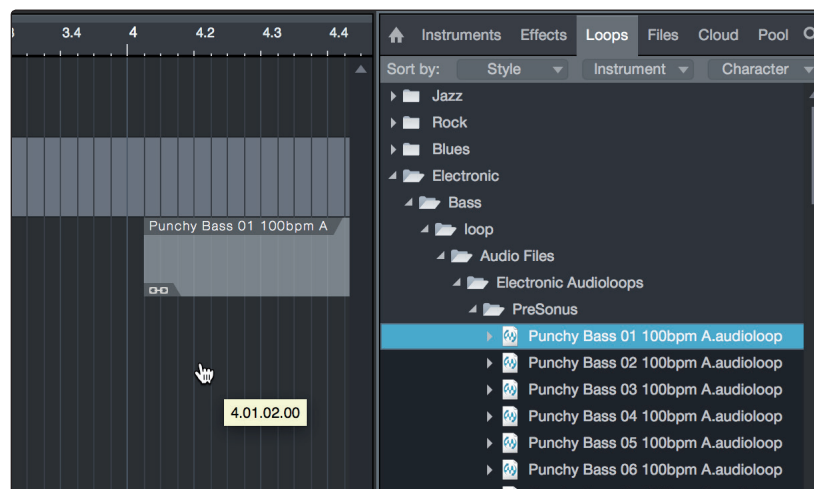 3.4 4 4.2 4.3 4.4
Punchy Bass 01 100bpm A
4.01.02.00
Instruments Effects Loops Files Cloud Pool
Sort by: Style Instrument Character
Jazz
Rock
Blues
Electronic
Bass
loop
Audio Files
Electronic Audioloops
PreSonus
Punchy Bass 01 100bpm A.audioloop
Punchy Bass 02 100bpm A.audioloop
Punchy Bass 03 100bpm A.audioloop
Punchy Bass 04 100bpm A.audioloop
Punchy Bass 05 100bpm A.audioloop
Punchy Bass 06 100bpm A.audioloop